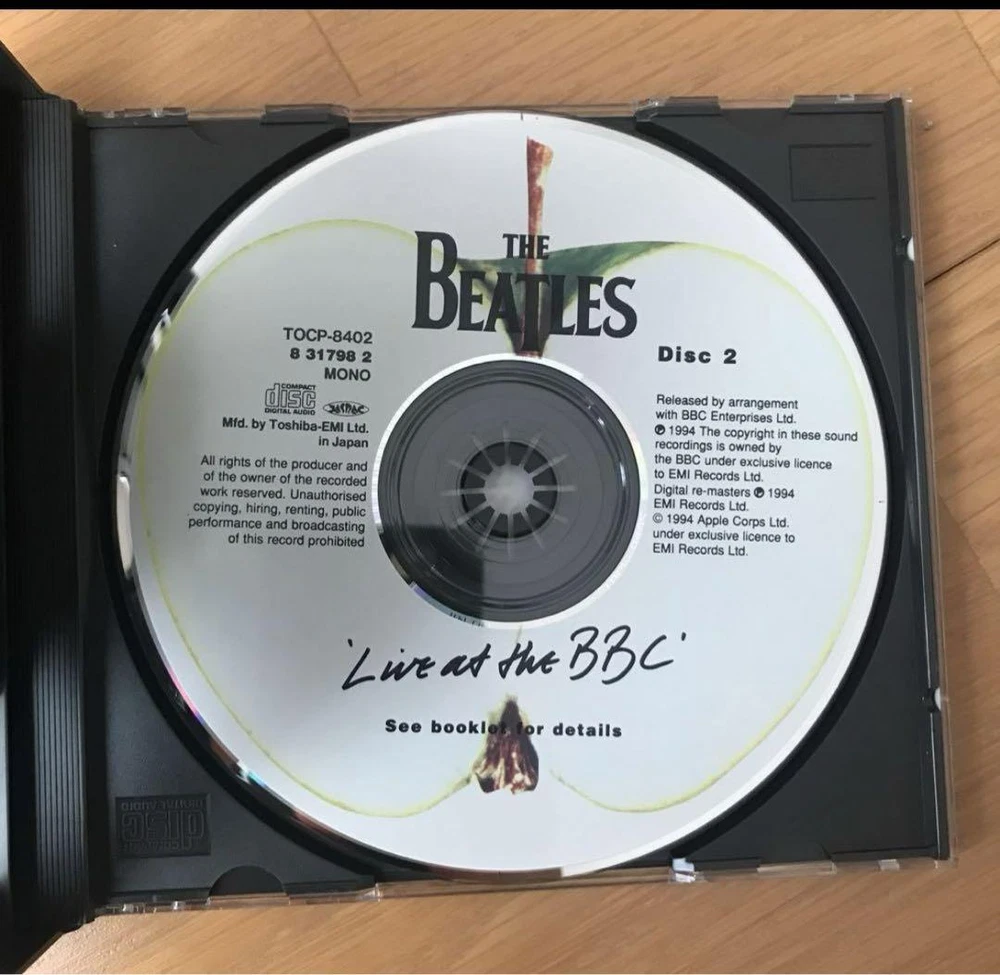 THE
BEATLES
TOCP-8402
8 31798 2
MONO
COMPACT
disc
DIGITAL AUDIO
Mfd. by Toshiba-EMI Ltd.
in Japan
All rights of the producer and
of the owner of the recorded
work reserved. Unauthorised
copying, hiring, renting, public
performance and broadcasting
of this record prohibited
Disc 2
Released by arrangement
with BBC Enterprises Ltd.
℗ 1994 The copyright in these sound
recordings is owned by
the BBC under exclusive licence
to EMI Records Ltd.
Digital re-masters ℗ 1994
EMI Records Ltd.
© 1994 Apple Corps Ltd.
under exclusive licence to
EMI Records Ltd.
'Live at the BBC'
See booklet for details